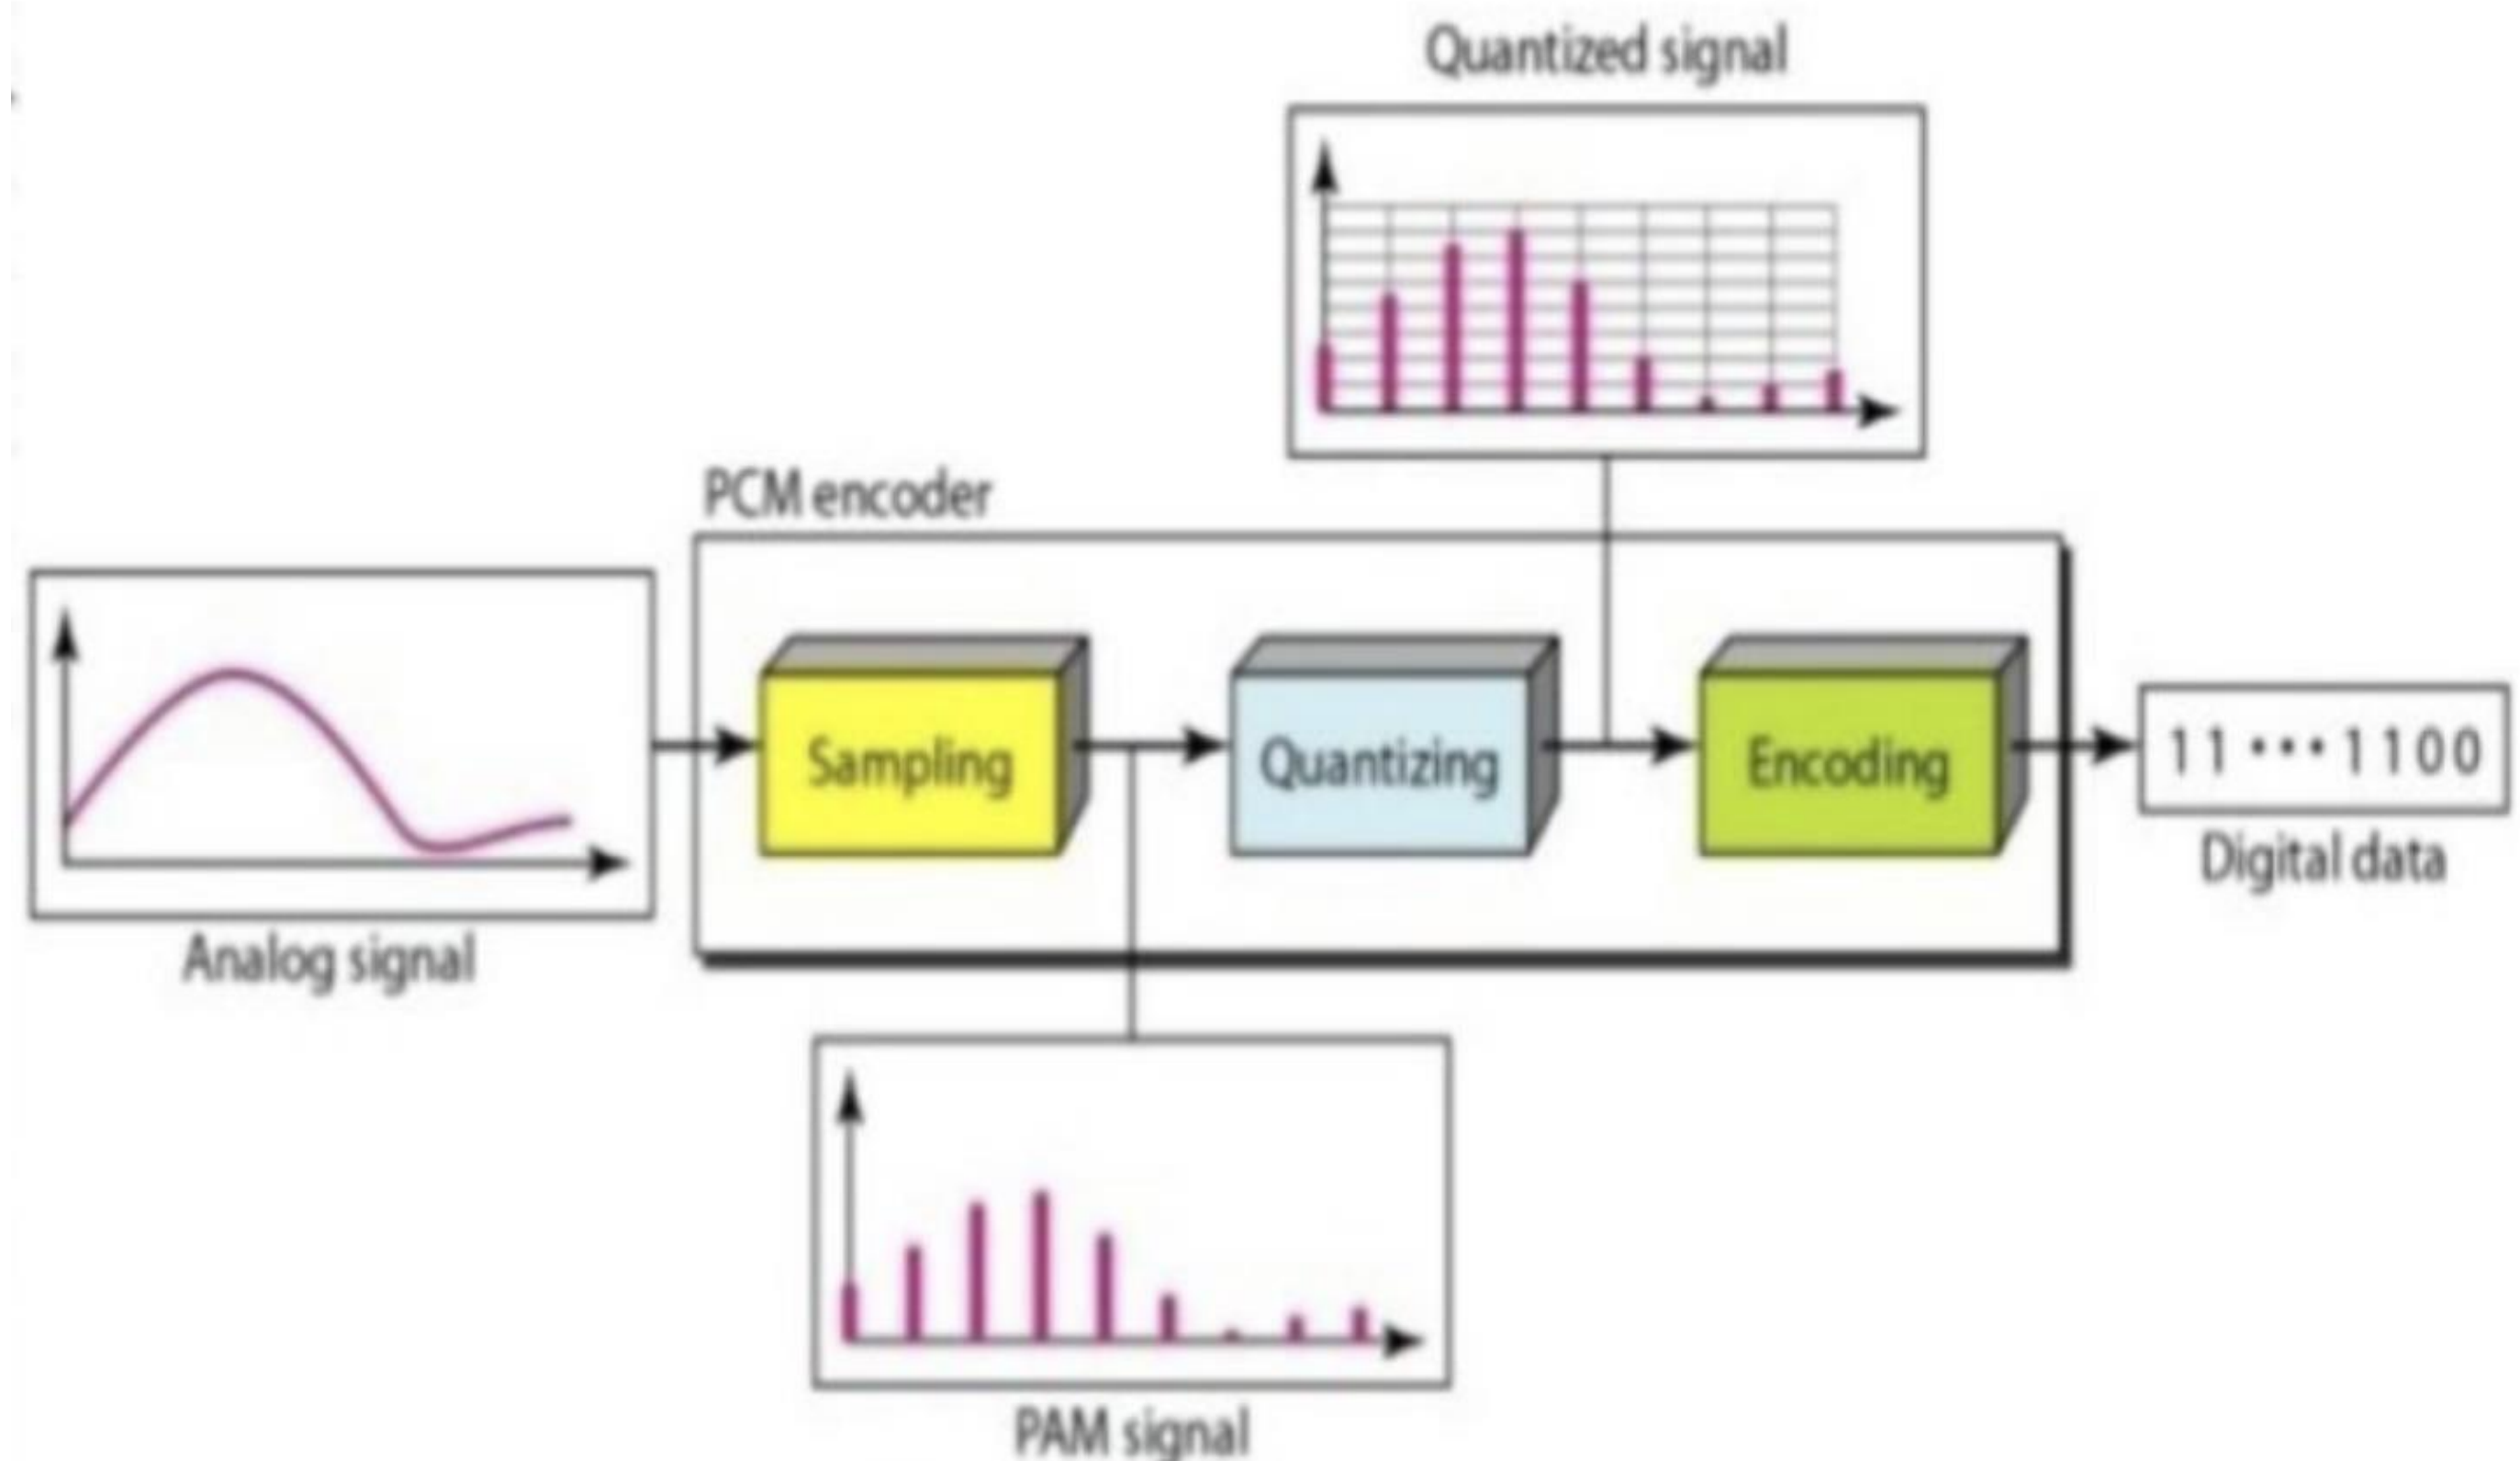 Quantized signal
PCM encoder
Sampling
Quantizing
Encoding
11•••1100
Digital data
Analog signal
PAM signal